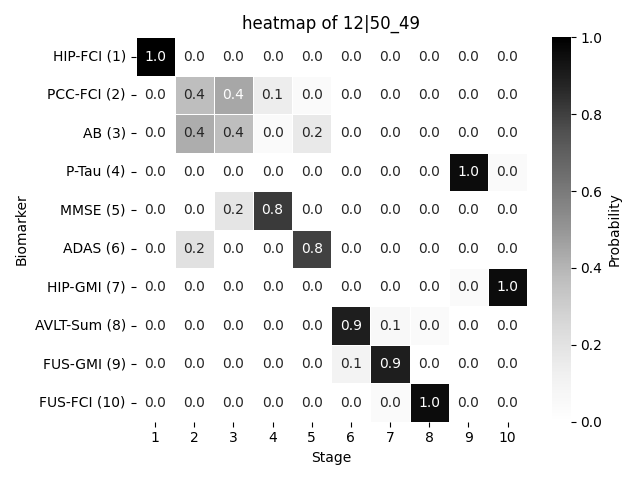 heatmap of 12|50_49
HIP-FCI (1) 1.0 0.0 0.0 0.0 0.0 0.0 0.0 0.0 0.0 0.0
PCC-FCI (2) 0.0 0.4 0.4 0.1 0.0 0.0 0.0 0.0 0.0 0.0
AB (3) 0.0 0.4 0.4 0.0 0.2 0.0 0.0 0.0 0.0 0.0
P-Tau (4) 0.0 0.0 0.0 0.0 0.0 0.0 0.0 0.0 1.0 0.0
MMSE (5) 0.0 0.0 0.2 0.8 0.0 0.0 0.0 0.0 0.0 0.0
ADAS (6) 0.0 0.2 0.0 0.0 0.8 0.0 0.0 0.0 0.0 0.0
HIP-GMI (7) 0.0 0.0 0.0 0.0 0.0 0.0 0.0 0.0 0.0 1.0
AVLT-Sum (8) 0.0 0.0 0.0 0.0 0.0 0.9 0.1 0.0 0.0 0.0
FUS-GMI (9) 0.0 0.0 0.0 0.0 0.0 0.1 0.9 0.0 0.0 0.0
FUS-FCI (10) 0.0 0.0 0.0 0.0 0.0 0.0 0.0 1.0 0.0 0.0
1 2 3 4 5 6 7 8 9 10
Stage
Biomarker
1.0
0.8
0.6
0.4
0.2
0.0
Probability